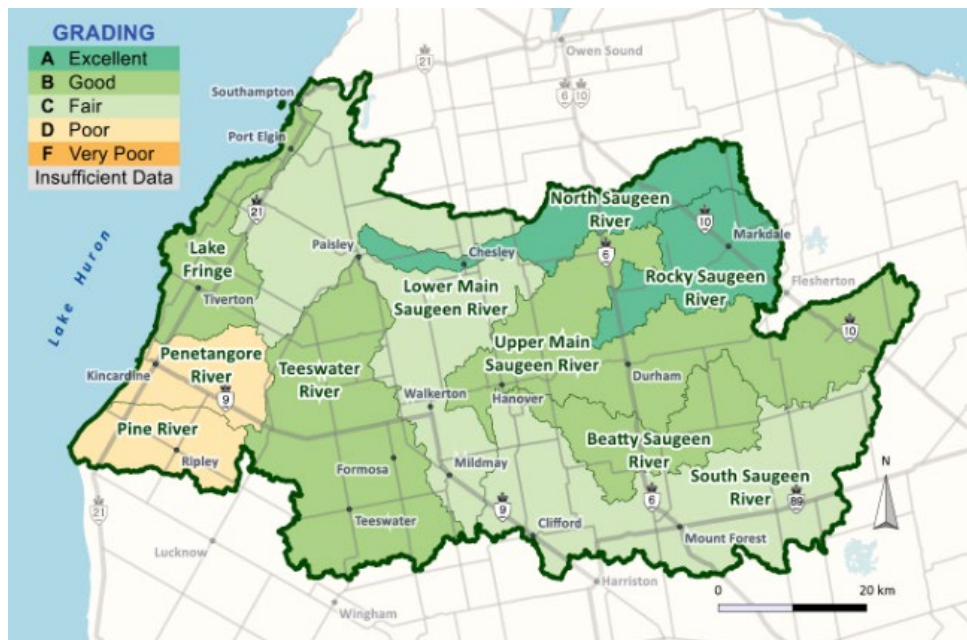 GRADING
A Excellent
B Good
C Fair
D Poor
F Very Poor
Insufficient Data
Owen Sound
21
6
10
Southampton
Port Elgin
North Saugeen
River
21
10
Markdale
Paisley
Chesley
6
Lake
Fringe
Lower Main
Saugeen River
Rocky Saugeen
River
Flesherton
Lake Huron
Tiverton
10
Penetangore
River
Upper Main
Saugeen River
Teeswater
River
Kincardine
Durham
9
Walkerton
Hanover
Pine River
Beatty Saugeen
River
Ripley
Formosa
Mildmay
South Saugeen
River
N
21
6
89
9
Teeswater
Clifford
Mount Forest
Lucknow
Harriston
Wingham
0
20 km